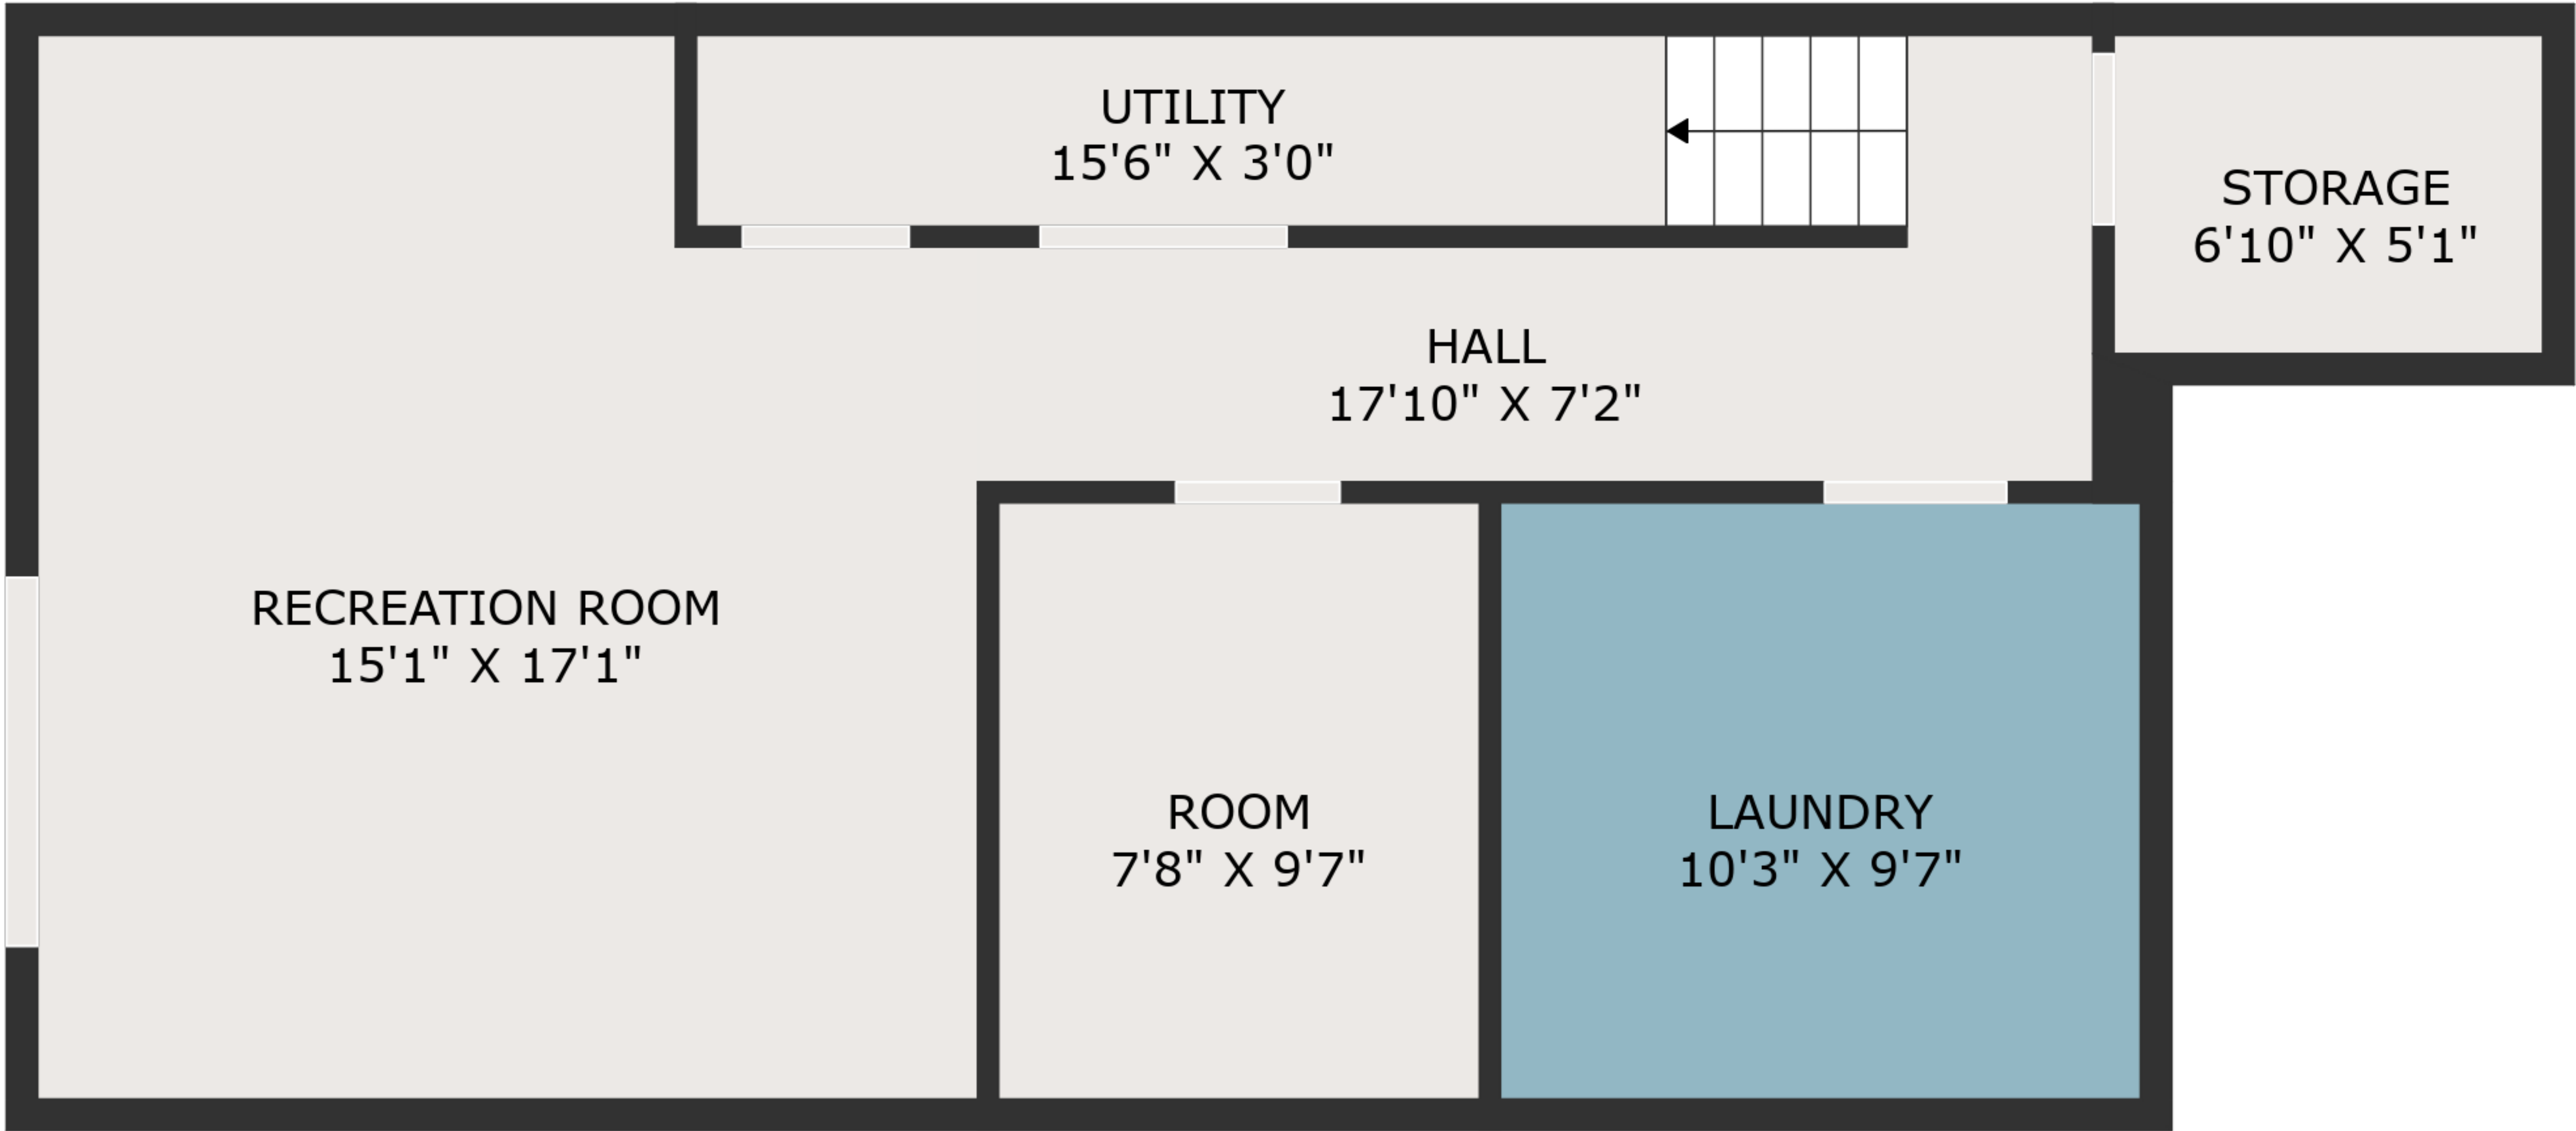 UTILITY
15'6" X 3'0"
STORAGE
6'10" X 5'1"
HALL
17'10" X 7'2"
RECREATION ROOM
15'1" X 17'1"
ROOM
7'8" X 9'7"
LAUNDRY
10'3" X 9'7"